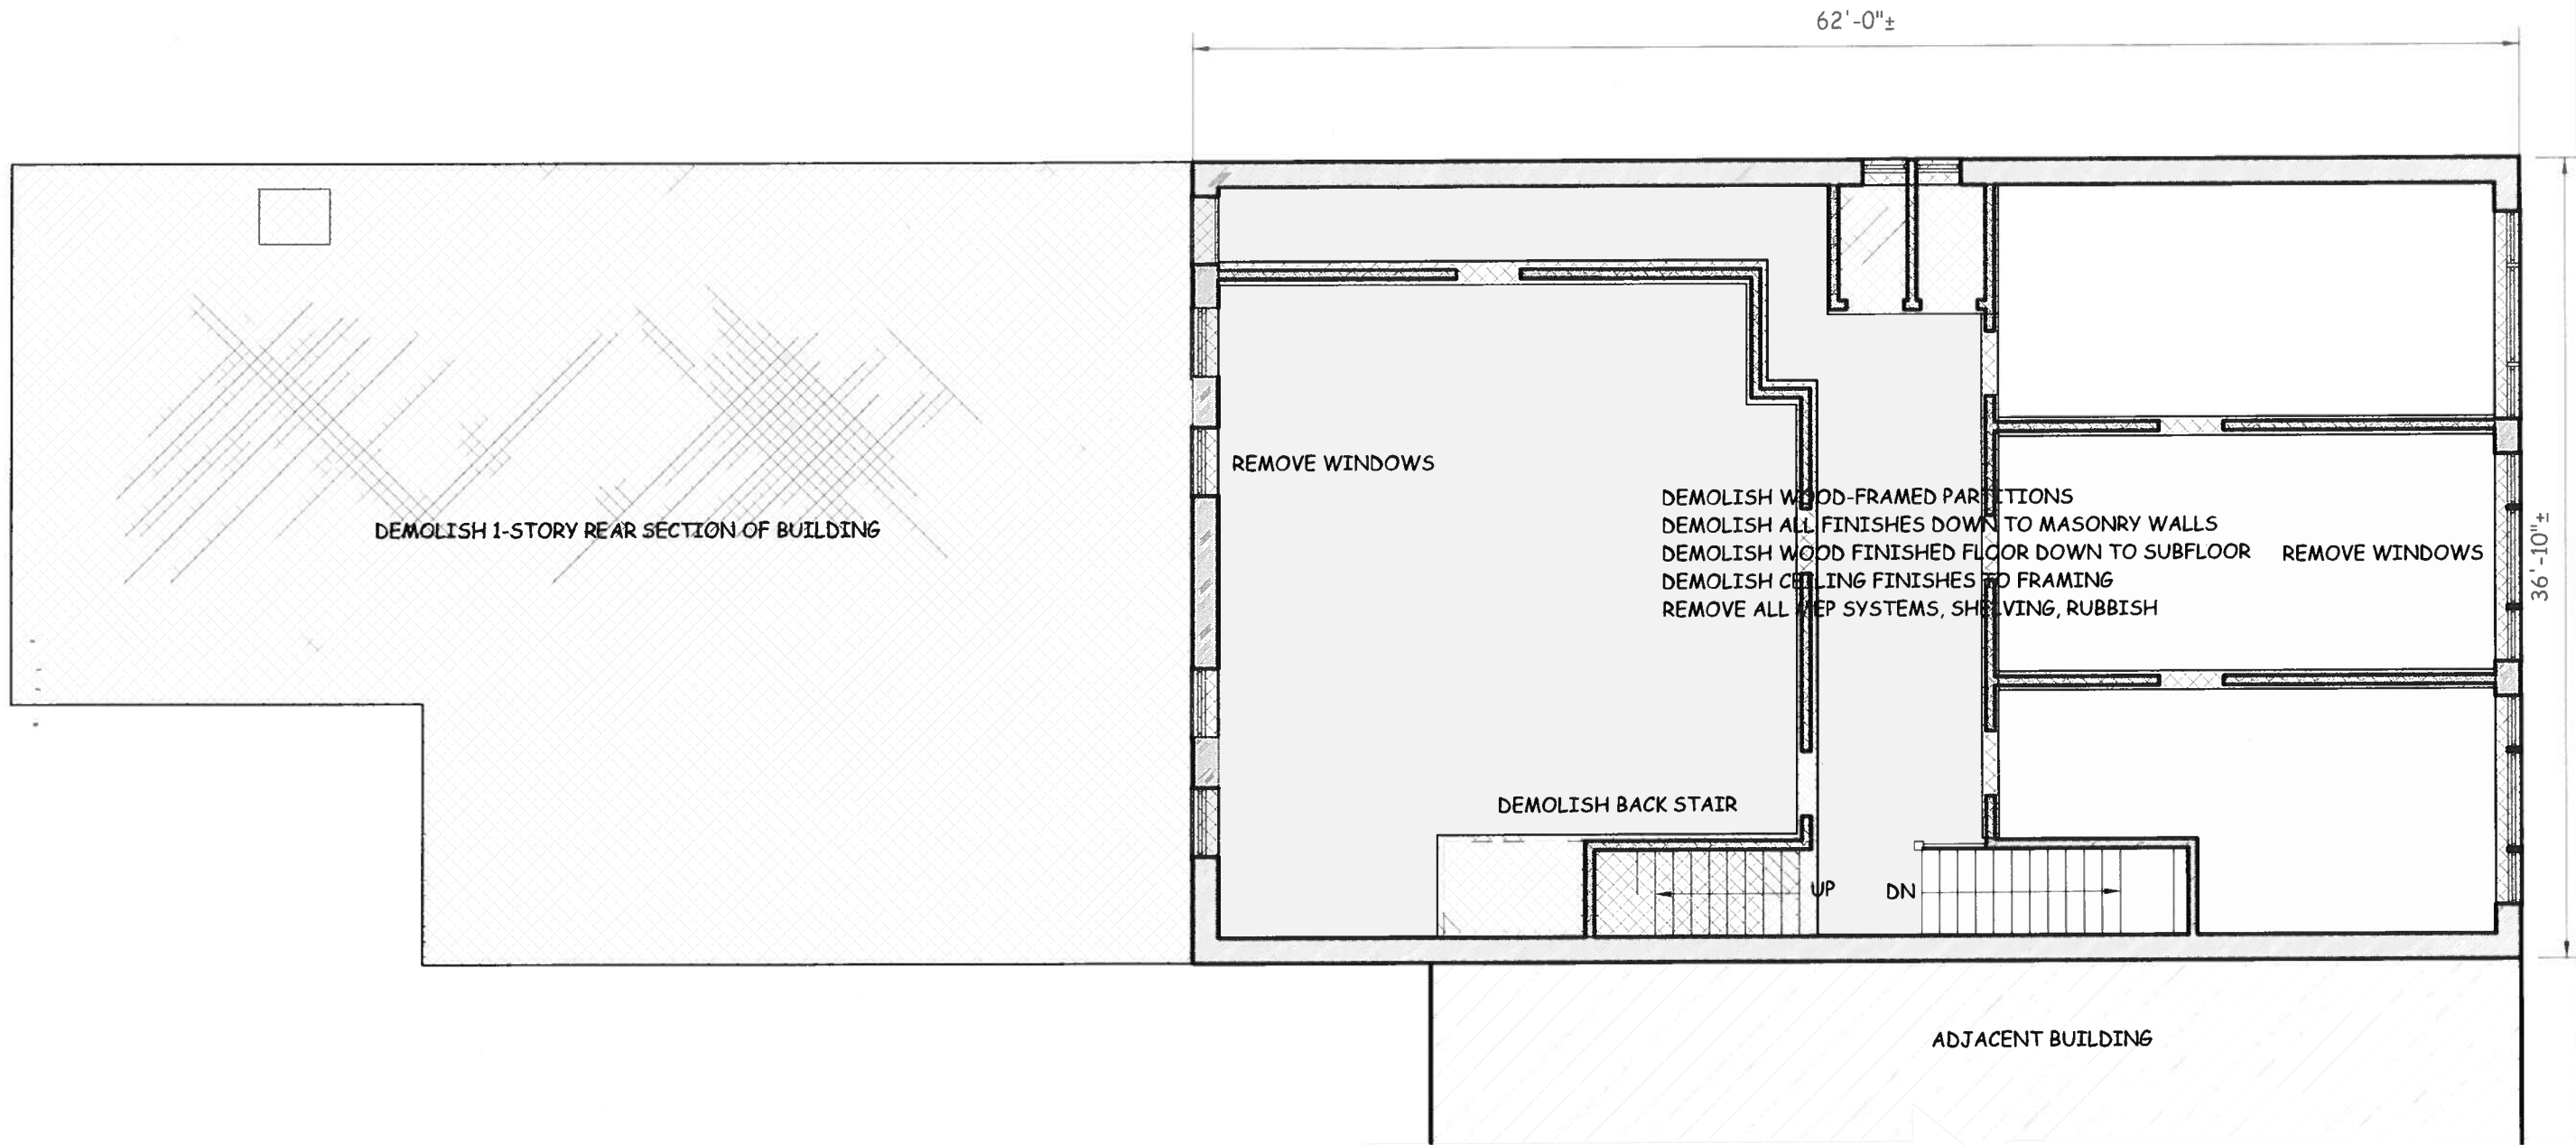 62'-0"±
REMOVE WINDOWS
DEMOLISH WOOD-FRAMED PARTITIONS
DEMOLISH ALL FINISHES DOWN TO MASONRY WALLS
DEMOLISH WOOD FINISHED FLOOR DOWN TO SUBFLOOR
DEMOLISH CEILING FINISHES TO FRAMING
REMOVE ALL MEP SYSTEMS, SHELVING, RUBBISH
REMOVE WINDOWS
36'-10"±
DEMOLISH 1-STORY REAR SECTION OF BUILDING
DEMOLISH BACK STAIR
UP
DN
ADJACENT BUILDING